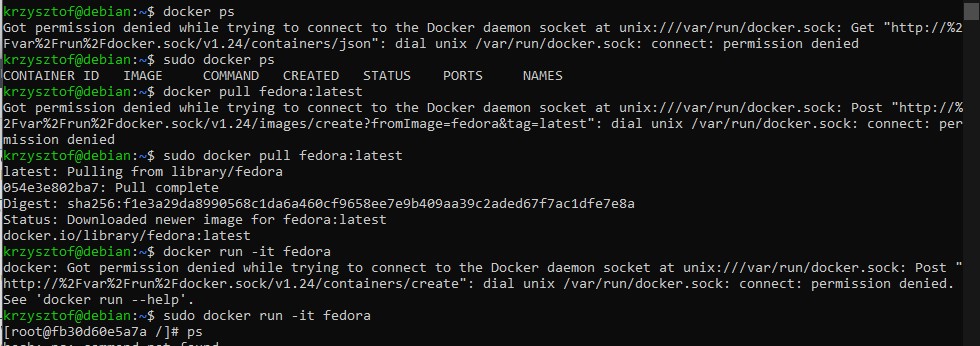 krzysztof@debian:~$ docker ps
Got permission denied while trying to connect to the Docker daemon socket at unix:///var/run/docker.sock: Get "http://%2
Fvar%2Frun%2Fdocker.sock/v1.24/containers/json": dial unix /var/run/docker.sock: connect: permission denied
krzysztof@debian:~$ sudo docker ps
CONTAINER ID   IMAGE     COMMAND   CREATED   STATUS    PORTS     NAMES
krzysztof@debian:~$ docker pull fedora:latest
Got permission denied while trying to connect to the Docker daemon socket at unix:///var/run/docker.sock: Post "http://%
2Fvar%2Frun%2Fdocker.sock/v1.24/images/create?fromImage=fedora&tag=latest": dial unix /var/run/docker.sock: connect: per
mission denied
krzysztof@debian:~$ sudo docker pull fedora:latest
latest: Pulling from library/fedora
054e3e802ba7: Pull complete
Digest: sha256:f1e3a29da8990568c1da6a460cf9658ee7e9b409aa39c2aded67f7ac1dfe7e8a
Status: Downloaded newer image for fedora:latest
docker.io/library/fedora:latest
krzysztof@debian:~$ docker run -it fedora
docker: Got permission denied while trying to connect to the Docker daemon socket at unix:///var/run/docker.sock: Post "
http://%2Fvar%2Frun%2Fdocker.sock/v1.24/containers/create": dial unix /var/run/docker.sock: connect: permission denied.
See 'docker run --help'.
krzysztof@debian:~$ sudo docker run -it fedora
[root@fb30d60e5a7a /]# ps
bash: ps: command not found